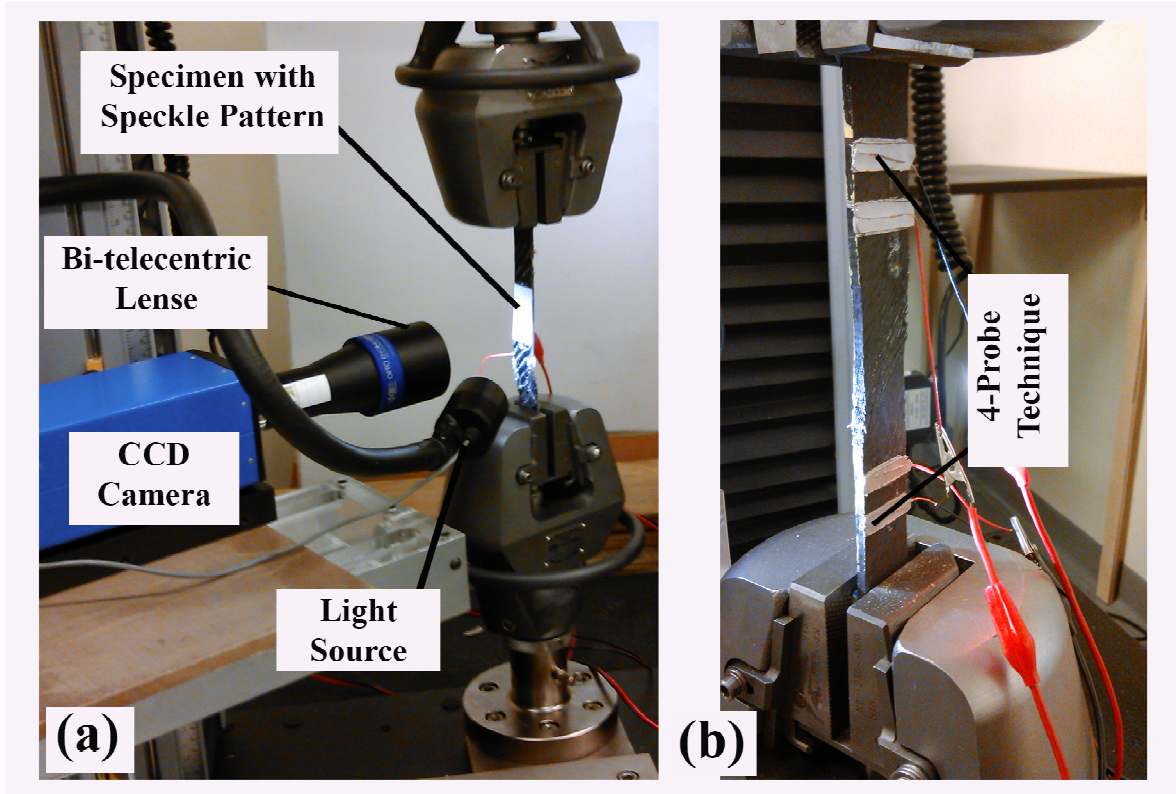 Specimen with
Speckle Pattern
Bi-telecentric
Lense
CCD
Camera
Light
Source
(a)
4-Probe
Technique
(b)